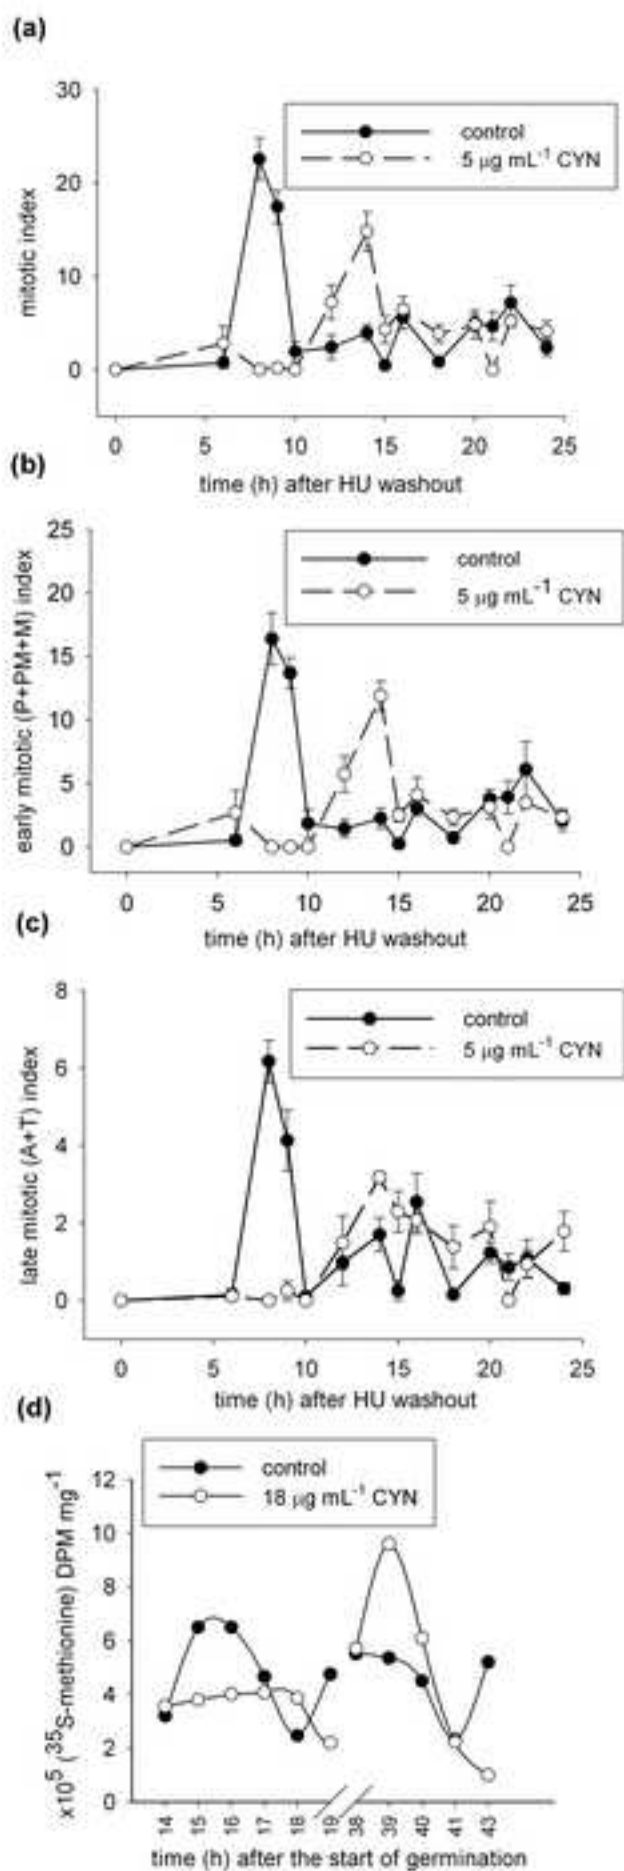 (a)
30
20
10
0
mitotic index
control
5 μg mL⁻¹ CYN
0 5 10 15 20 25
time (h) after HU washout
(b)
25
20
15
10
5
0
early mitotic (P+PM+M) index
control
5 μg mL⁻¹ CYN
0 5 10 15 20 25
time (h) after HU washout
(c)
8
6
4
2
0
late mitotic (A+T) index
control
5 μg mL⁻¹ CYN
0 5 10 15 20 25
time (h) after HU washout
(d)
12
10
8
6
4
2
0
x10⁵ (³⁵S-methionine) DPM mg⁻¹
control
18 μg mL⁻¹ CYN
14 15 16 17 18 19 38 39 40 41 43
time (h) after the start of germination